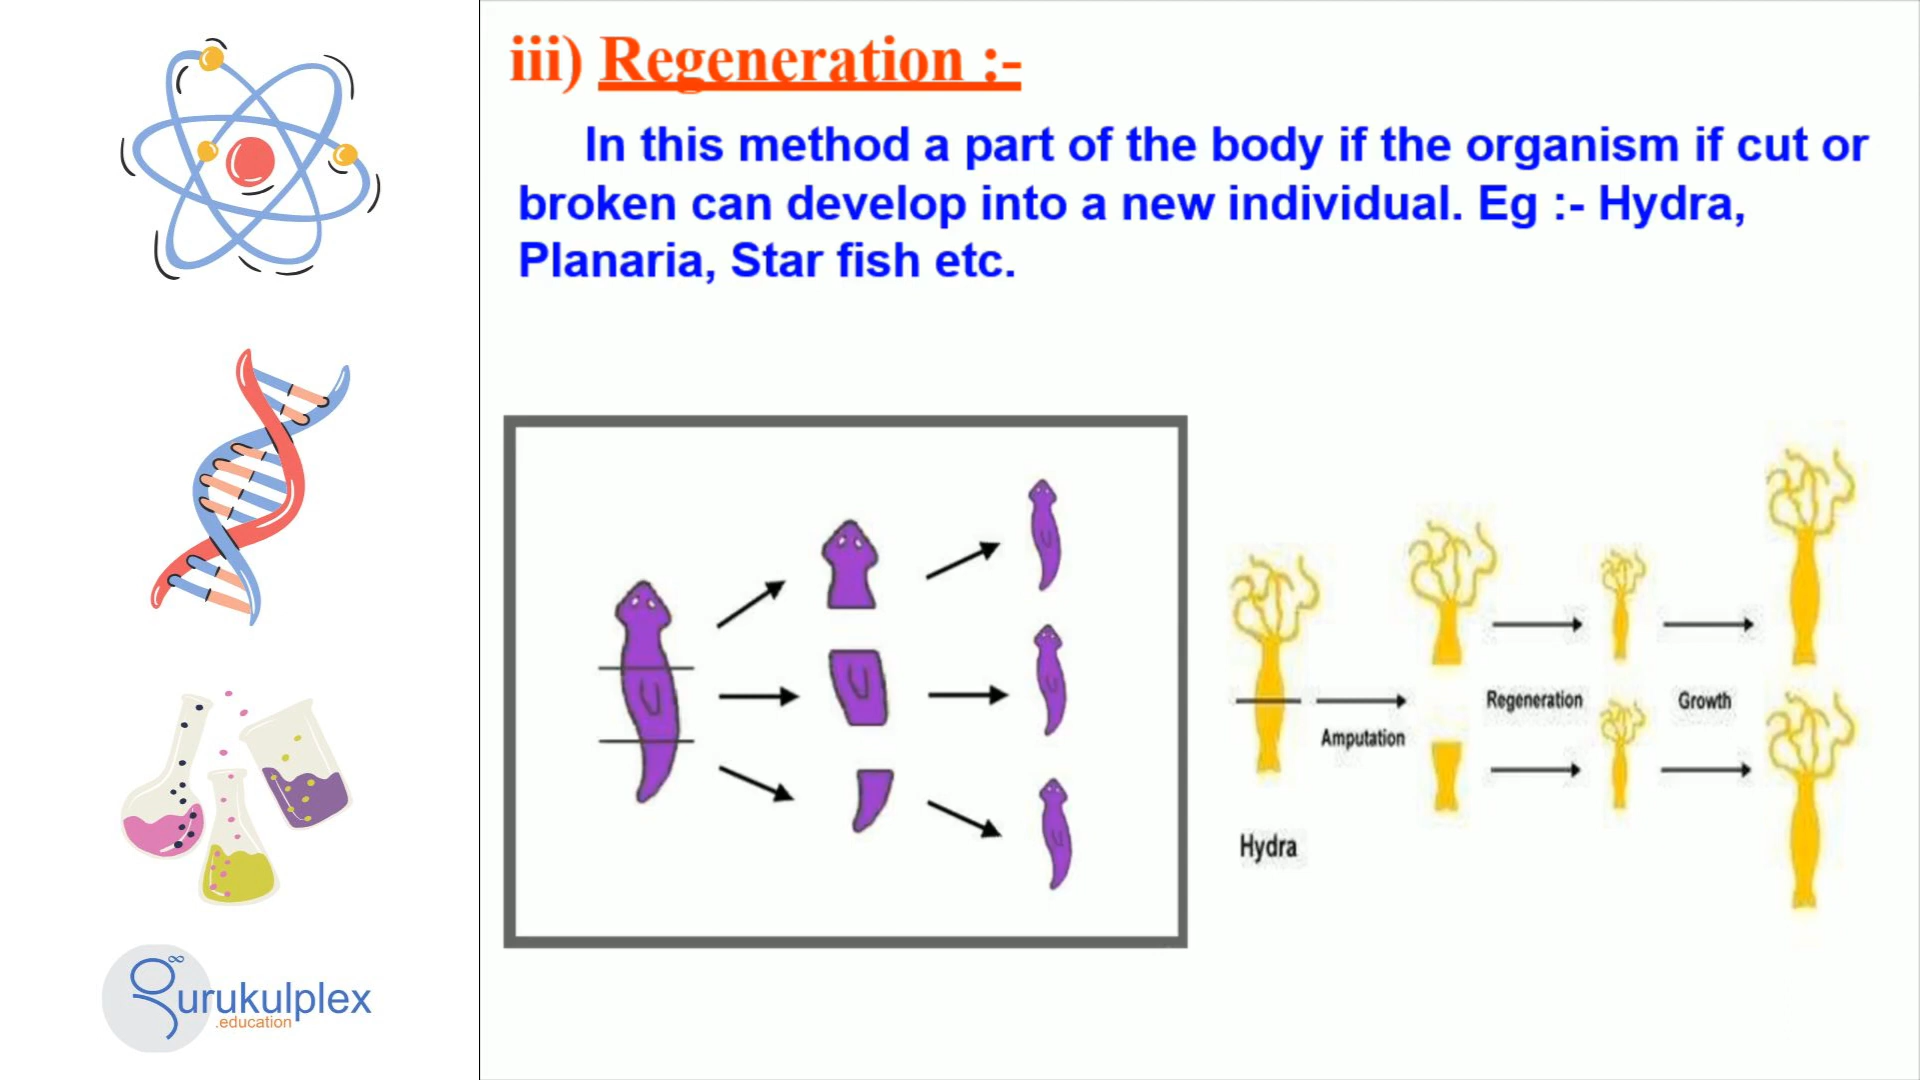 iii) Regeneration :-
In this method a part of the body if the organism if cut or
broken can develop into a new individual. Eg :- Hydra,
Planaria, Star fish etc.
Amputation
Regeneration
Growth
Hydra
gurukulplex
.education